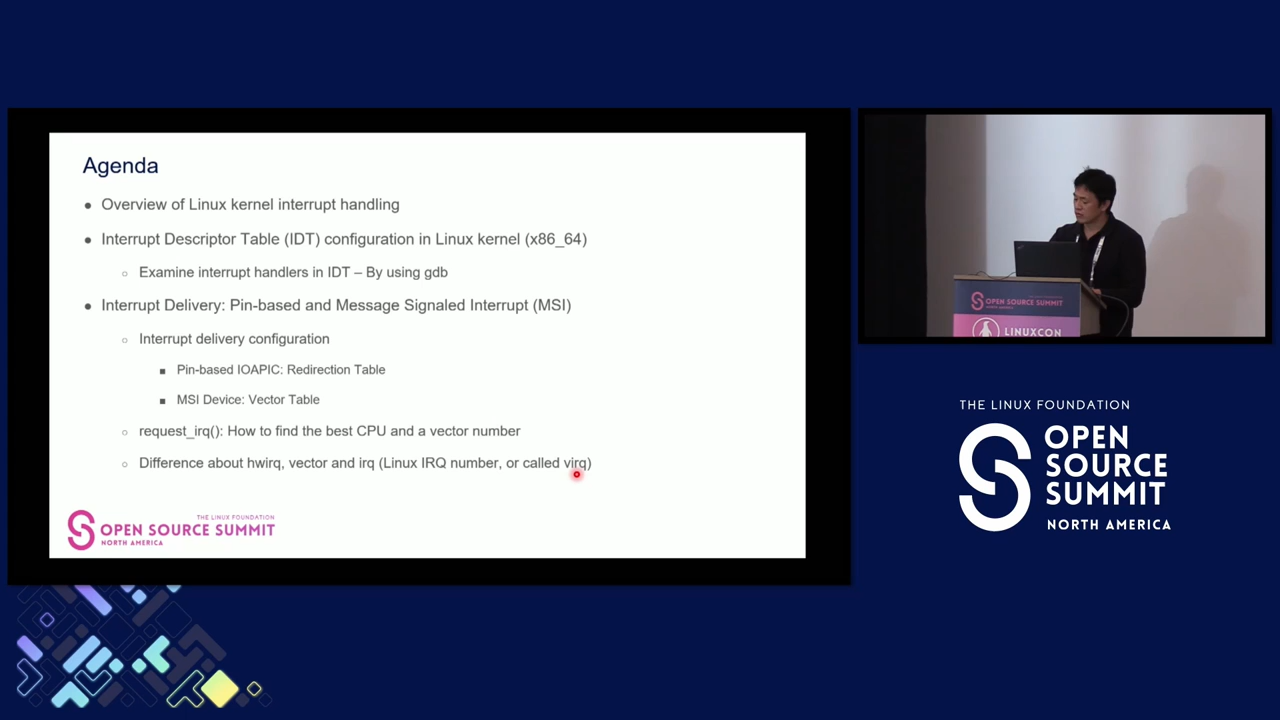 Agenda
• Overview of Linux kernel interrupt handling
• Interrupt Descriptor Table (IDT) configuration in Linux kernel (x86_64)
○ Examine interrupt handlers in IDT – By using gdb
• Interrupt Delivery: Pin-based and Message Signaled Interrupt (MSI)
○ Interrupt delivery configuration
■ Pin-based IOAPIC: Redirection Table
■ MSI Device: Vector Table
○ request_irq(): How to find the best CPU and a vector number
○ Difference about hwirq, vector and irq (Linux IRQ number, or called virq)
THE LINUX FOUNDATION
OPEN SOURCE SUMMIT
NORTH AMERICA
OPEN SOURCE SUMMIT
LINUXCON
THE LINUX FOUNDATION
OPEN
SOURCE
SUMMIT
NORTH AMERICA